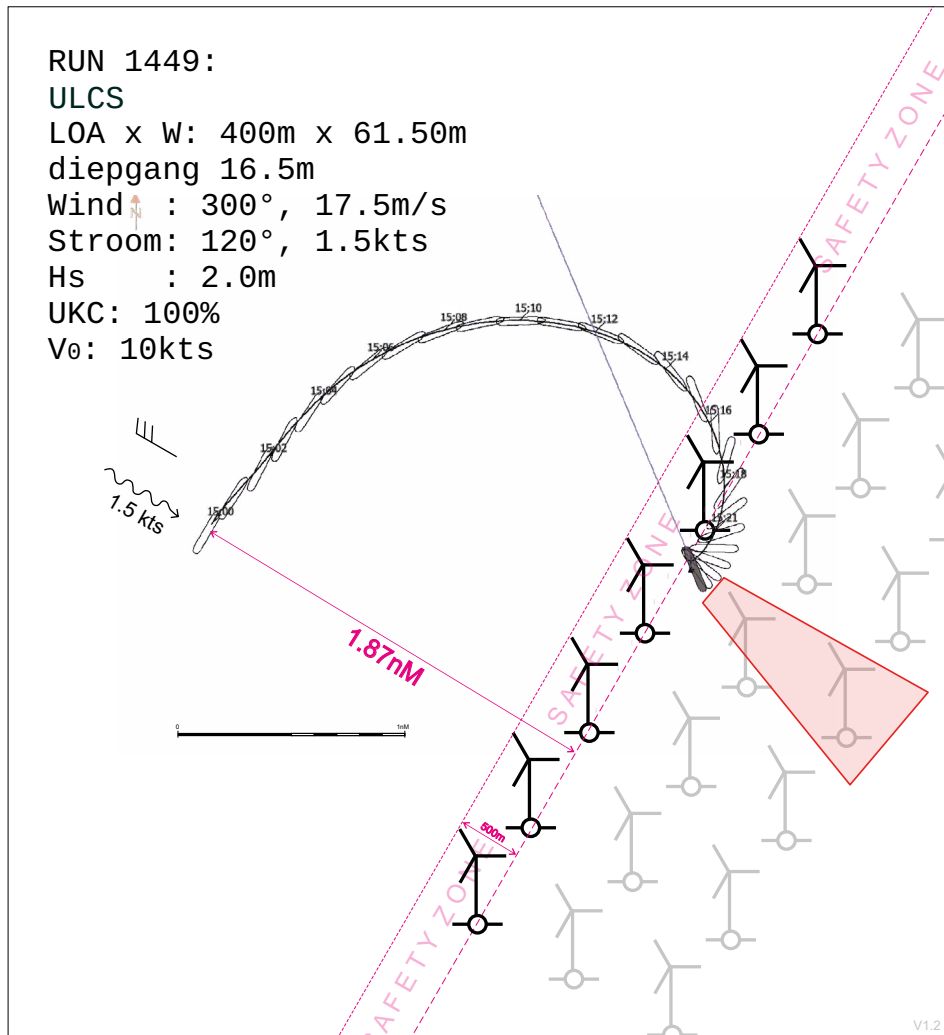 RUN 1449:
ULCS
LOA x W: 400m x 61.50m
diepgang 16.5m
Wind : 300°, 17.5m/s
N
Stroom: 120°, 1.5kts
Hs : 2.0m
UKC: 100%
V0: 10kts
SAFETY ZONE
15:00
15:02
15:04
15:06
15:08
15:10
15:12
15:14
15:16
15:18
15:21
1.5 kts
1.87nM
SAFETY ZONE
0 1nM
500m
SAFETY ZONE
V1.2